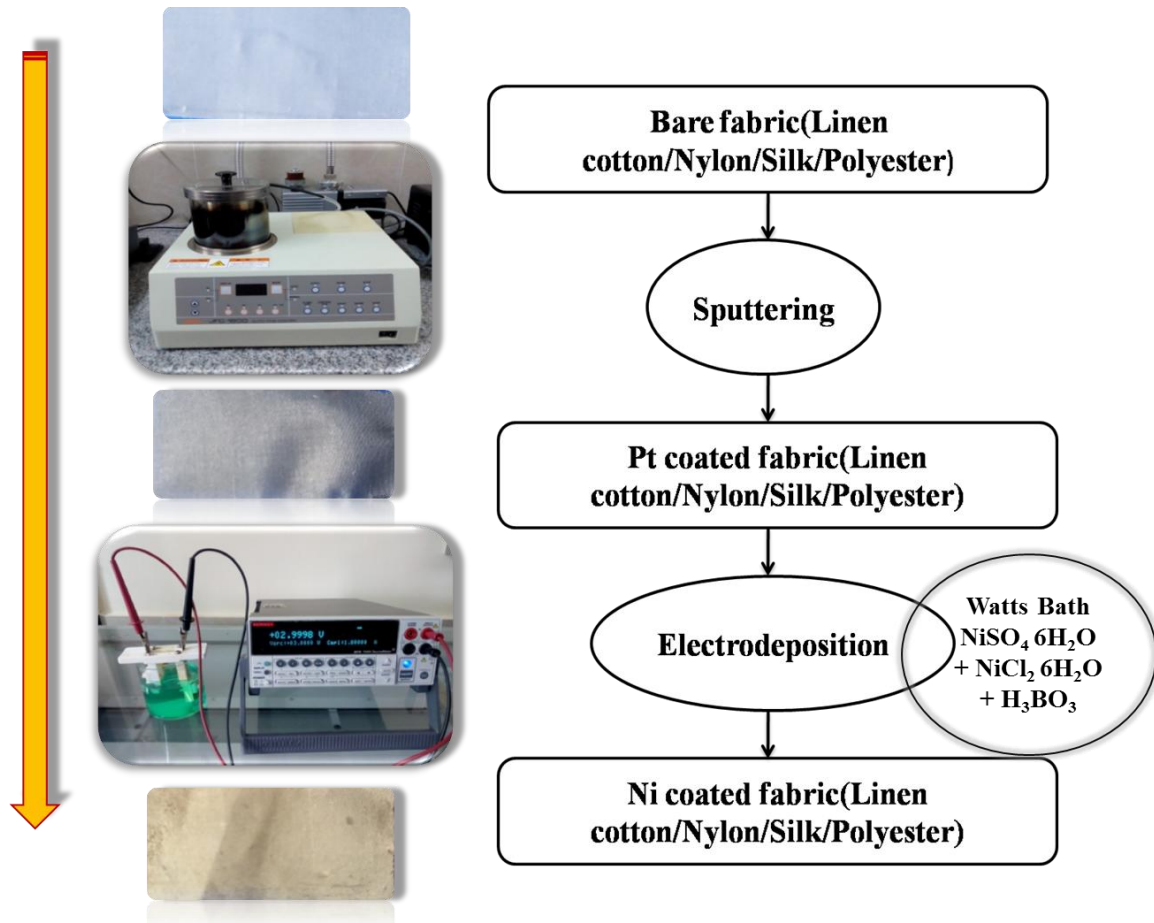 Bare fabric(Linen
cotton/Nylon/Silk/Polyester)
Sputtering
Pt coated fabric(Linen
cotton/Nylon/Silk/Polyester)
+02.9998 V
Electrodeposition
Watts Bath
NiSO₄ 6H₂O
+ NiCl₂ 6H₂O
+ H₃BO₃
Ni coated fabric(Linen
cotton/Nylon/Silk/Polyester)